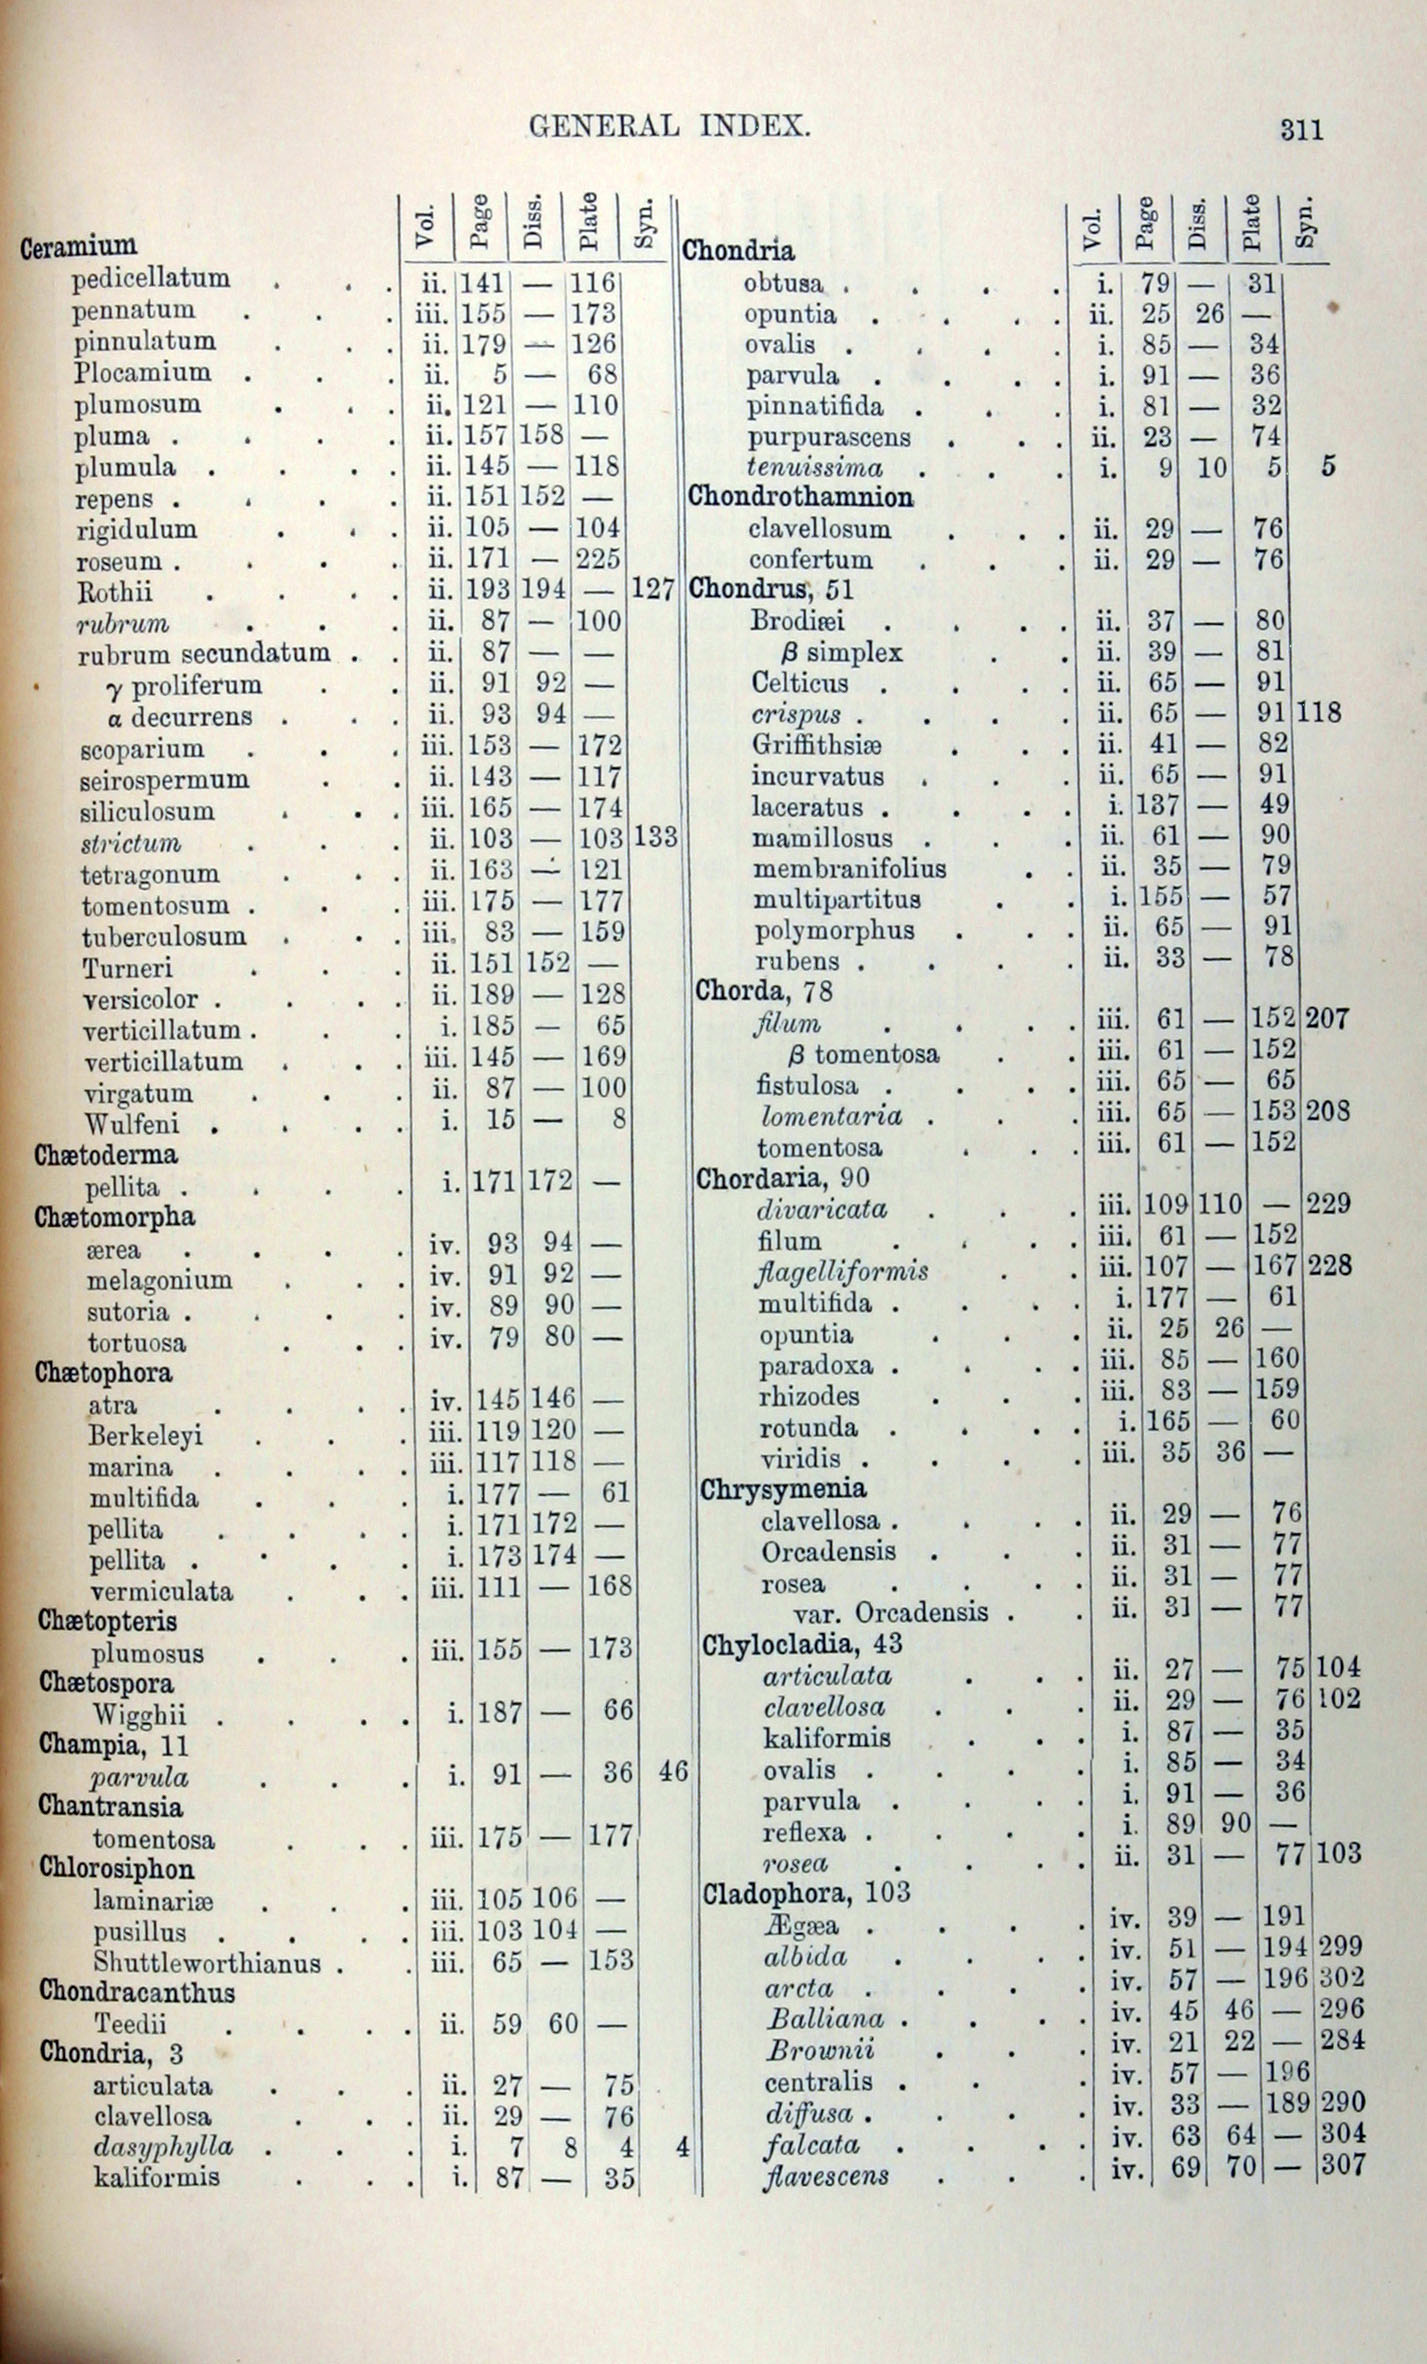 GENERAL INDEX. 311
Vol. Page Diss. Plate Syn.
Ceramium
pedicellatum . . . ii. 141 — 116
pennatum . . . iii. 155 — 173
pinnulatum . . . ii. 179 — 126
Plocamium . . . ii. 5 — 68
plumosum . . . ii. 121 — 110
pluma . . . . ii. 157 158 —
plumula . . . . ii. 145 — 118
repens . . . . ii. 151 152 —
rigidulum . . . ii. 105 — 104
roseum . . . . ii. 171 — 225
Rothii . . . . ii. 193 194 — 127
rubrum . . . ii. 87 — 100
rubrum secundatum . . ii. 87 — —
γ proliferum . . ii. 91 92 —
α decurrens . . . ii. 93 94 —
scoparium . . . iii. 153 — 172
seirospermum . . ii. 143 — 117
siliculosum . . . iii. 165 — 174
strictum . . . ii. 103 — 103 133
tetragonum . . . ii. 163 — 121
tomentosum . . . iii. 175 — 177
tuberculosum . . . iii. 83 — 159
Turneri . . . ii. 151 152 —
versicolor . . . . ii. 189 — 128
verticillatum . . . i. 185 — 65
verticillatum . . . iii. 145 — 169
virgatum . . . ii. 87 — 100
Wulfeni . . . . i. 15 — 8
Chætoderma
pellita . . . . i. 171 172 —
Chætomorpha
ærea . . . . iv. 93 94 —
melagonium . . . iv. 91 92 —
sutoria . . . . iv. 89 90 —
tortuosa . . . iv. 79 80 —
Chætophora
atra . . . . iv. 145 146 —
Berkeleyi . . . iii. 119 120 —
marina . . . . iii. 117 118 —
multifida . . . i. 177 — 61
pellita . . . . i. 171 172 —
pellita . . . . i. 173 174 —
vermiculata . . . iii. 111 — 168
Chætopteris
plumosus . . . iii. 155 — 173
Chætospora
Wigghii . . . . i. 187 — 66
Champia, 11
parvula . . . i. 91 — 36 46
Chantransia
tomentosa . . . iii. 175 — 177
Chlorosiphon
laminariæ . . . iii. 105 106 —
pusillus . . . . iii. 103 104 —
Shuttleworthianus . . iii. 65 — 153
Chondracanthus
Teedii . . . . ii. 59 60 —
Chondria, 3
articulata . . . ii. 27 — 75
clavellosa . . . ii. 29 — 76
dasyphylla . . . i. 7 8 4 4
kaliformis . . . i. 87 — 35
Vol. Page Diss. Plate Syn.
Chondria
obtusa . . . . i. 79 — 31
opuntia . . . . ii. 25 26 —
ovalis . . . . i. 85 — 34
parvula . . . . i. 91 — 36
pinnatifida . . . i. 81 — 32
purpurascens . . . ii. 23 — 74
tenuissima . . . i. 9 10 5 5
Chondrothamnion
clavellosum . . . ii. 29 — 76
confertum . . . ii. 29 — 76
Chondrus, 51
Brodiæi . . . . ii. 37 — 80
β simplex . . ii. 39 — 81
Celticus . . . . ii. 65 — 91
crispus . . . . ii. 65 — 91 118
Griffithsiæ . . . ii. 41 — 82
incurvatus . . . ii. 65 — 91
laceratus . . . . i. 137 — 49
mamillosus . . . ii. 61 — 90
membranifolius . . ii. 35 — 79
multipartitus . . i. 155 — 57
polymorphus . . . ii. 65 — 91
rubens . . . . ii. 33 — 78
Chorda, 78
filum . . . . iii. 61 — 152 207
β tomentosa . . iii. 61 — 152
fistulosa . . . . iii. 65 — 65
lomentaria . . . iii. 65 — 153 208
tomentosa . . . iii. 61 — 152
Chordaria, 90
divaricata . . . iii. 109 110 — 229
filum . . . . iii. 61 — 152
flagelliformis . . iii. 107 — 167 228
multifida . . . . i. 177 — 61
opuntia . . . ii. 25 26 —
paradoxa . . . . iii. 85 — 160
rhizodes . . . iii. 83 — 159
rotunda . . . . i. 165 — 60
viridis . . . . iii. 35 36 —
Chrysymenia
clavellosa . . . . ii. 29 — 76
Orcadensis . . . ii. 31 — 77
rosea . . . . ii. 31 — 77
var. Orcadensis . . ii. 31 — 77
Chylocladia, 43
articulata . . . ii. 27 — 75 104
clavellosa . . . ii. 29 — 76 102
kaliformis . . . i. 87 — 35
ovalis . . . . i. 85 — 34
parvula . . . . i. 91 — 36
reflexa . . . . i. 89 90 —
rosea . . . . ii. 31 — 77 103
Cladophora, 103
Ægæa . . . . iv. 39 — 191
albida . . . . iv. 51 — 194 299
arcta . . . . iv. 57 — 196 302
Balliana . . . . iv. 45 46 — 296
Brownii . . . iv. 21 22 — 284
centralis . . . iv. 57 — 196
diffusa . . . . iv. 33 — 189 290
falcata . . . . iv. 63 64 — 304
flavescens . . . iv. 69 70 — 307